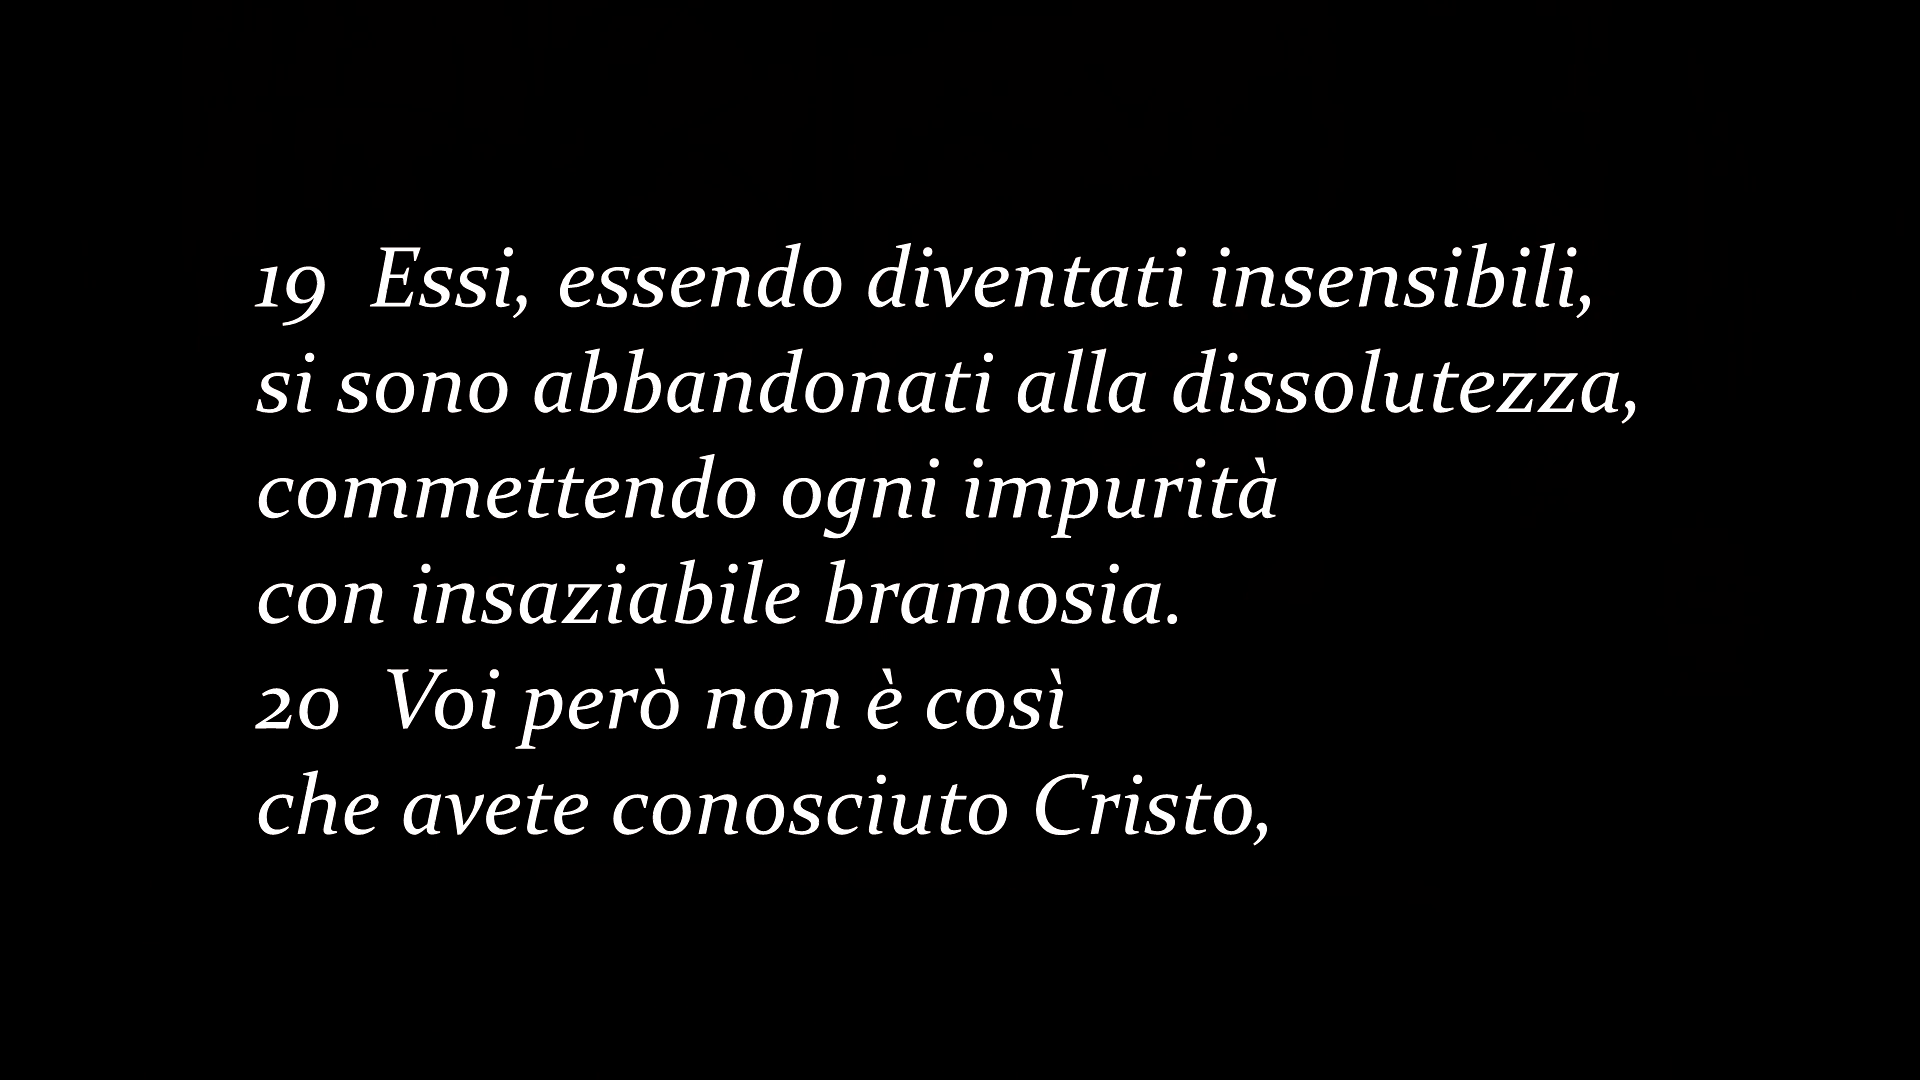 19  Essi, essendo diventati insensibili,
si sono abbandonati alla dissolutezza,
commettendo ogni impurità
con insaziabile bramosia.
20  Voi però non è così
che avete conosciuto Cristo,